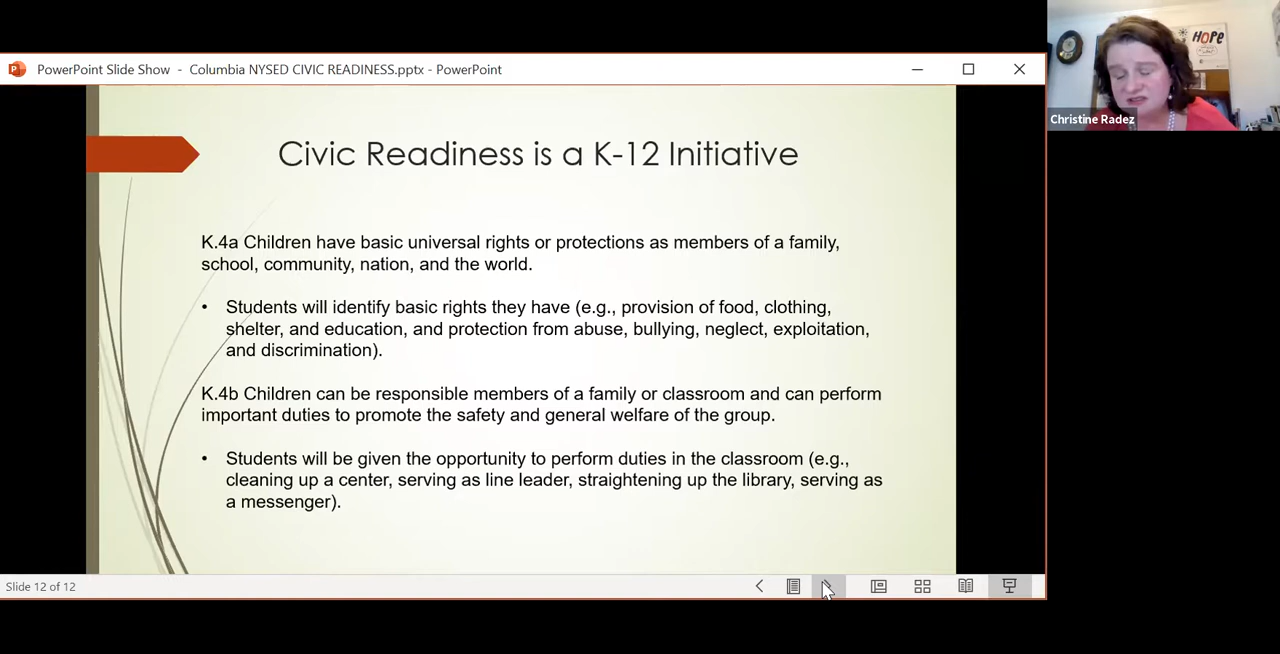 PowerPoint Slide Show - Columbia NYSED CIVIC READINESS.pptx - PowerPoint
HOPE
Christine Radez
Civic Readiness is a K-12 Initiative
K.4a Children have basic universal rights or protections as members of a family,
school, community, nation, and the world.
• Students will identify basic rights they have (e.g., provision of food, clothing,
shelter, and education, and protection from abuse, bullying, neglect, exploitation,
and discrimination).
K.4b Children can be responsible members of a family or classroom and can perform
important duties to promote the safety and general welfare of the group.
• Students will be given the opportunity to perform duties in the classroom (e.g.,
cleaning up a center, serving as line leader, straightening up the library, serving as
a messenger).
Slide 12 of 12